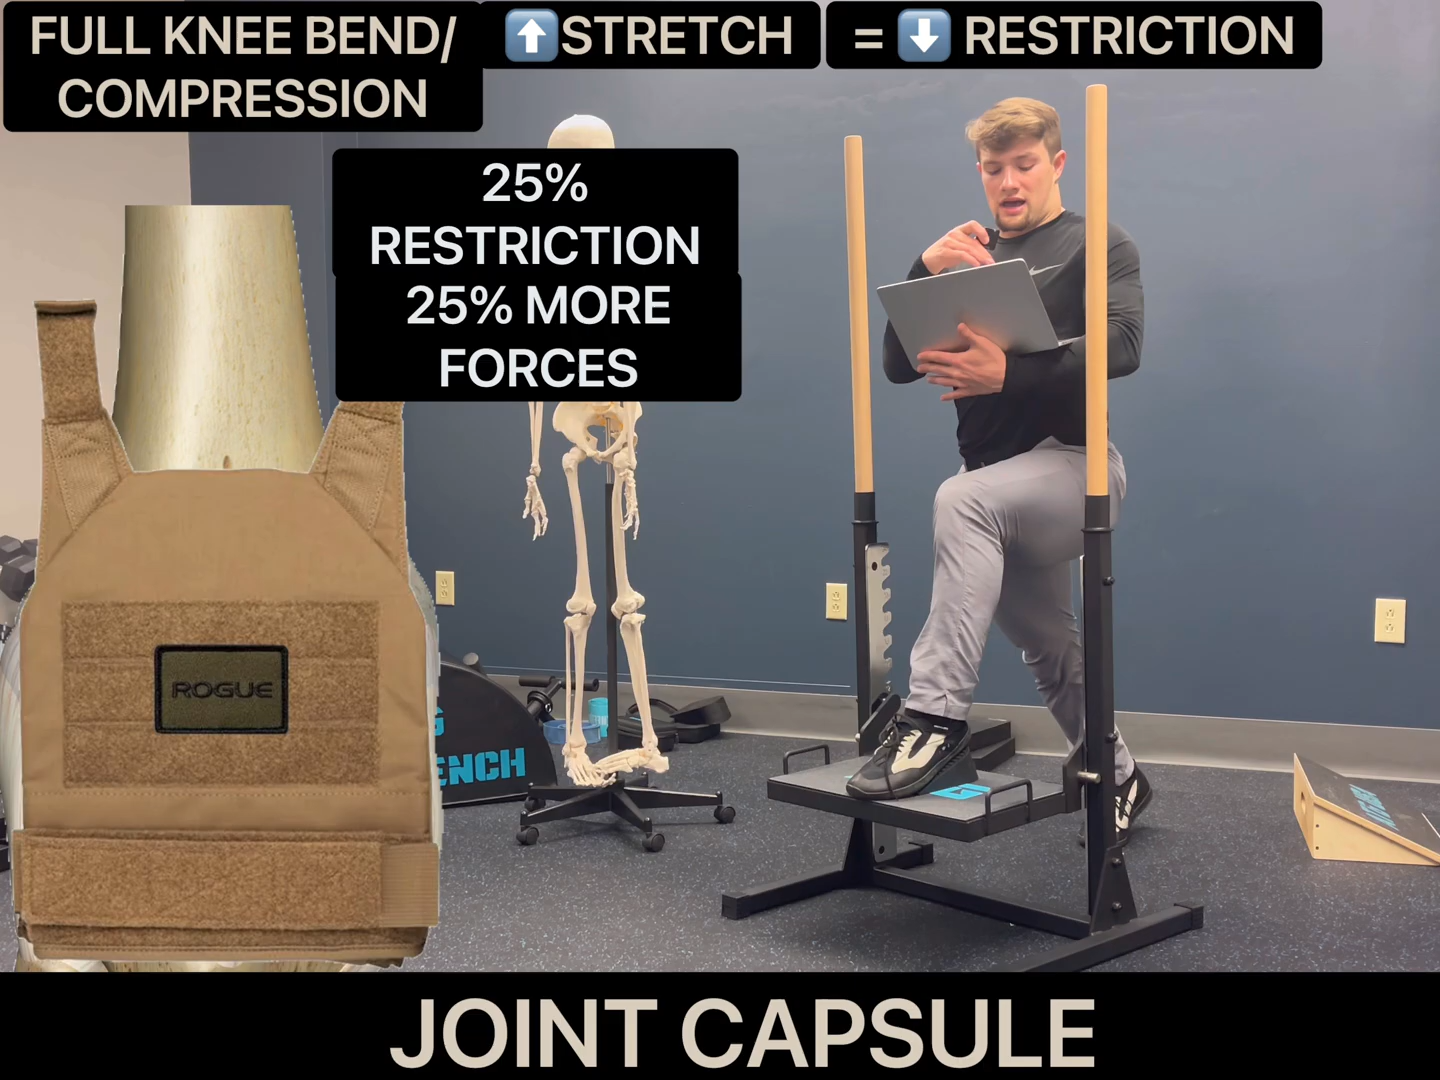 FULL KNEE BEND/
COMPRESSION
⬆️STRETCH
= ⬇️ RESTRICTION
25%
RESTRICTION
25% MORE
FORCES
ROGUE
ENCH
JOINT CAPSULE